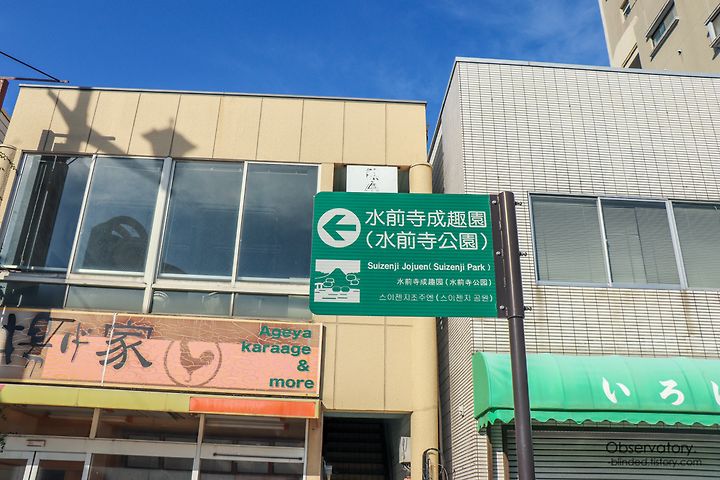 水前寺成趣園
(水前寺公園)
Suizenji Jojuen( Suizenji Park )
水前寺成趣園 (水前寺公園)
스이젠지조주엔 (스이젠지 공원)
揚げ家
Ageya
karaage
&
more
いろ
Observatory
-blinded.tistory.com-